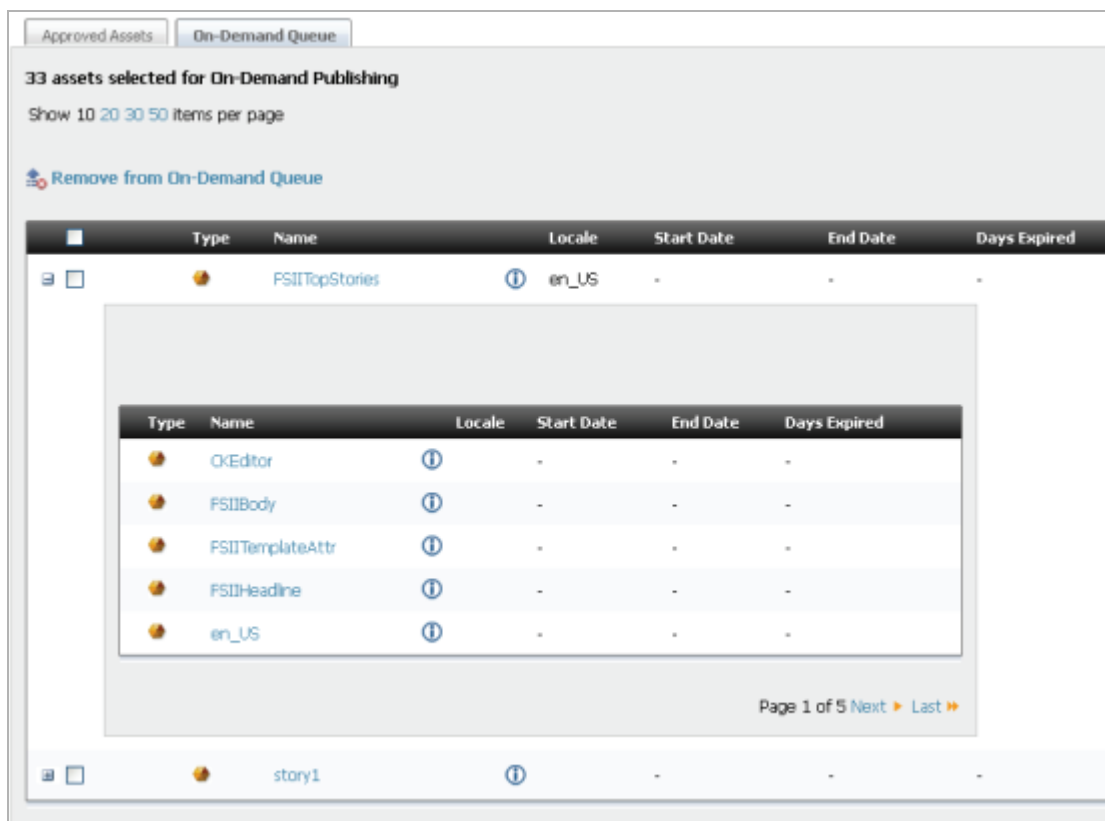 Approved Assets On-Demand Queue
33 assets selected for On-Demand Publishing
Show 10 20 30 50 items per page
Remove from On-Demand Queue
Type Name Locale Start Date End Date Days Expired
FSIITopStories en_US - - -
Type Name Locale Start Date End Date Days Expired
CKEditor - - -
FSIIBody - - -
FSIITemplateAttr - - -
FSIIHeadline - - -
en_US - - -
Page 1 of 5 Next Last
story1 - - -